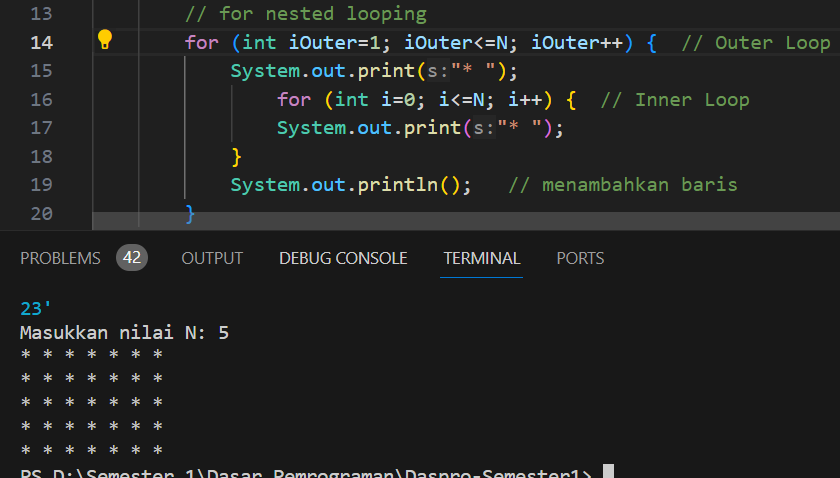 13 // for nested looping
14 for (int iOuter=1; iOuter<=N; iOuter++) { // Outer Loop
15 System.out.print(s:"* ");
16 for (int i=0; i<=N; i++) { // Inner Loop
17 System.out.print(s:"* ");
18 }
19 System.out.println(); // menambahkan baris
20 }
PROBLEMS 42 OUTPUT DEBUG CONSOLE TERMINAL PORTS
23'
Masukkan nilai N: 5
* * * * * * *
* * * * * * *
* * * * * * *
* * * * * * *
* * * * * * *
PS D:\Semester 1\Dasar Pemrograman\Daspro-Semester1>